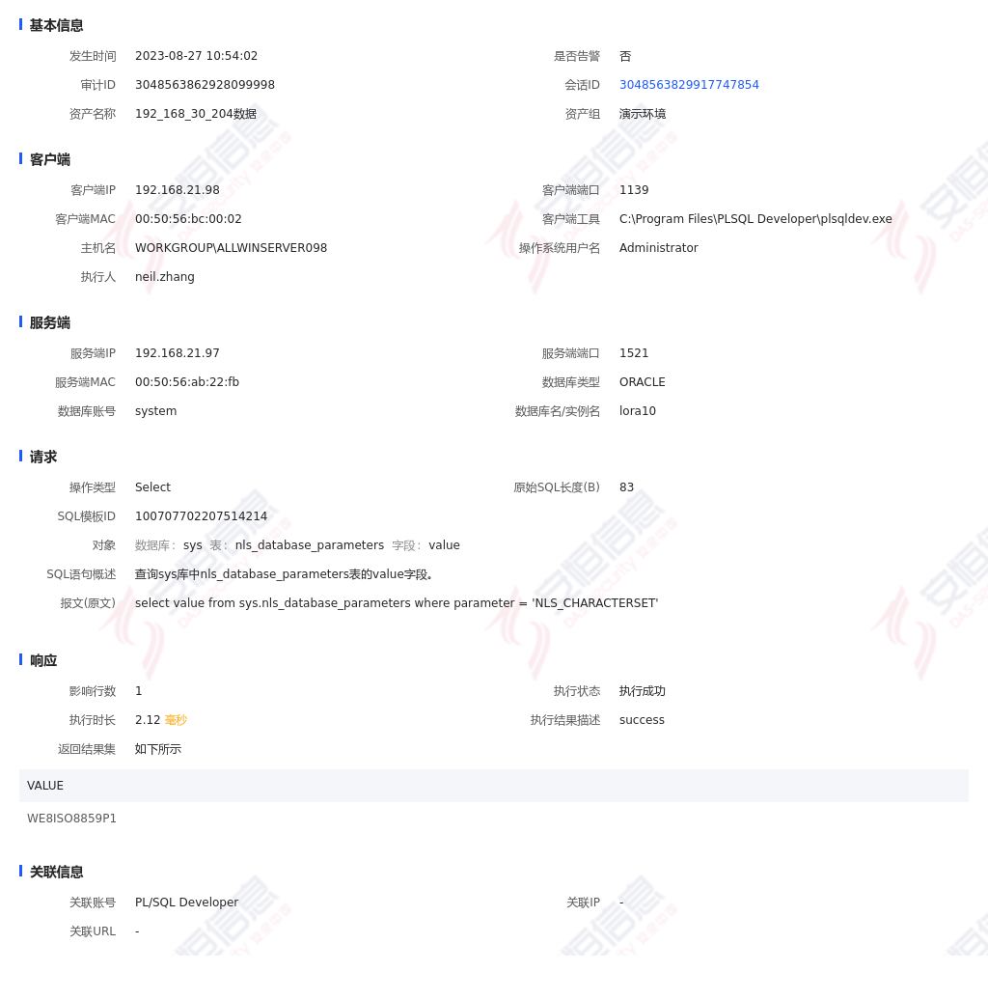 基本信息
发生时间 2023-08-27 10:54:02 是否告警 否
审计ID 3048563862928099998 会话ID 3048563829917747854
资产名称 192_168_30_204数据 资产组 演示环境
客户端
客户端IP 192.168.21.98 客户端端口 1139
客户端MAC 00:50:56:bc:00:02 客户端工具 C:\Program Files\PLSQL Developer\plsqldev.exe
主机名 WORKGROUP\ALLWINSERVER098 操作系统用户名 Administrator
执行人 neil.zhang
服务端
服务端IP 192.168.21.97 服务端端口 1521
服务端MAC 00:50:56:ab:22:fb 数据库类型 ORACLE
数据库账号 system 数据库名/实例名 lora10
请求
操作类型 Select 原始SQL长度(B) 83
SQL模板ID 100707702207514214
对象 数据库: sys 表: nls_database_parameters 字段: value
SQL语句概述 查询sys库中nls_database_parameters表的value字段。
报文(原文) select value from sys.nls_database_parameters where parameter = 'NLS_CHARACTERSET'
响应
影响行数 1 执行状态 执行成功
执行时长 2.12 毫秒 执行结果描述 success
返回结果集 如下所示
VALUE
WE8ISO8859P1
关联信息
关联账号 PL/SQL Developer 关联IP -
关联URL -
安恒信息
DAS-Security